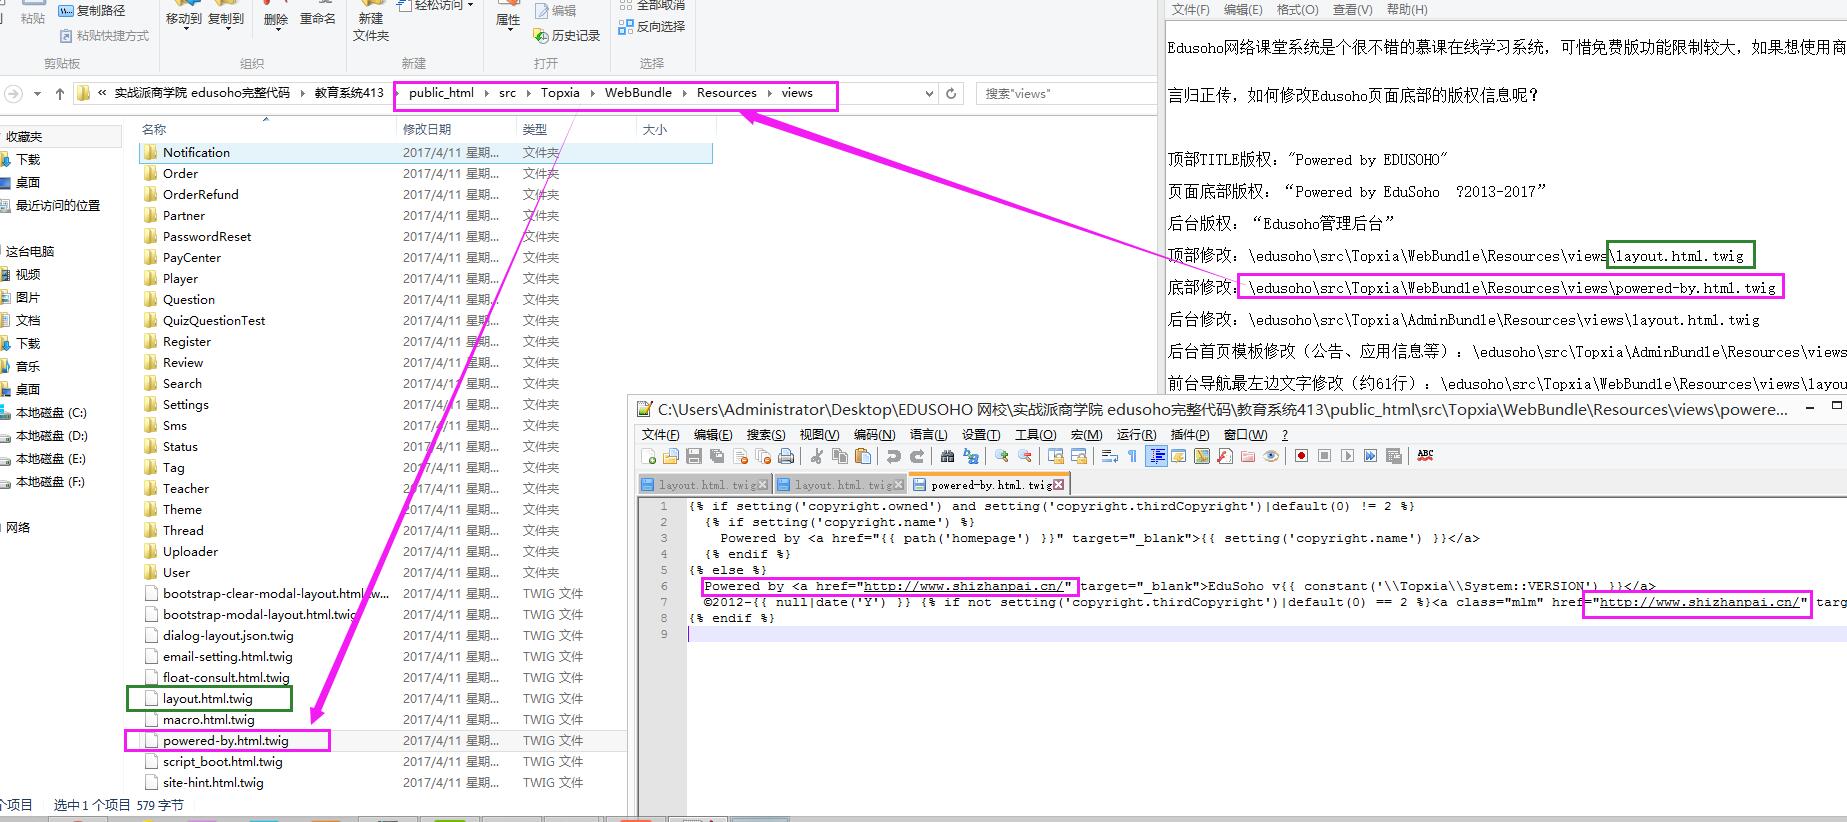 粘贴
复制路径
粘贴快捷方式
剪贴板
移动到
复制到
删除
重命名
组织
新建
文件夹
轻松访问
新建
属性
编辑
历史记录
打开
全部取消
反向选择
选择
« 实战派商学院 edusoho完整代码 › 教育系统413 › public_html › src › Topxia › WebBundle › Resources › views
搜索"views"
名称 修改日期 类型 大小
收藏夹
下载
桌面
最近访问的位置
这台电脑
视频
图片
文档
下载
音乐
桌面
本地磁盘 (C:)
本地磁盘 (D:)
本地磁盘 (E:)
本地磁盘 (F:)
网络
Notification 2017/4/11 星期... 文件夹
Order 2017/4/11 星期... 文件夹
OrderRefund 2017/4/11 星期... 文件夹
Partner 2017/4/11 星期... 文件夹
PasswordReset 2017/4/11 星期... 文件夹
PayCenter 2017/4/11 星期... 文件夹
Player 2017/4/11 星期... 文件夹
Question 2017/4/11 星期... 文件夹
QuizQuestionTest 2017/4/11 星期... 文件夹
Register 2017/4/11 星期... 文件夹
Review 2017/4/11 星期... 文件夹
Search 2017/4/11 星期... 文件夹
Settings 2017/4/11 星期... 文件夹
Sms 2017/4/11 星期... 文件夹
Status 2017/4/11 星期... 文件夹
Tag 2017/4/11 星期... 文件夹
Teacher 2017/4/11 星期... 文件夹
Theme 2017/4/11 星期... 文件夹
Thread 2017/4/11 星期... 文件夹
Uploader 2017/4/11 星期... 文件夹
User 2017/4/11 星期... 文件夹
bootstrap-clear-modal-layout.html.tw... 2017/4/11 星期... TWIG 文件
bootstrap-modal-layout.html.twig 2017/4/11 星期... TWIG 文件
dialog-layout.json.twig 2017/4/11 星期... TWIG 文件
email-setting.html.twig 2017/4/11 星期... TWIG 文件
float-consult.html.twig 2017/4/11 星期... TWIG 文件
layout.html.twig 2017/4/11 星期... TWIG 文件
macro.html.twig 2017/4/11 星期... TWIG 文件
powered-by.html.twig 2017/4/11 星期... TWIG 文件
script_boot.html.twig 2017/4/11 星期... TWIG 文件
site-hint.html.twig 2017/4/11 星期... TWIG 文件
个项目 选中 1 个项目 579 字节
文件(F) 编辑(E) 格式(O) 查看(V) 帮助(H)
Edusoho网络课堂系统是个很不错的慕课在线学习系统，可惜免费版功能限制较大，如果想使用商
言归正传，如何修改Edusoho页面底部的版权信息呢？
顶部TITLE版权："Powered by EDUSOHO"
页面底部版权：“Powered by EduSoho ?2013-2017”
后台版权：“Edusoho管理后台”
顶部修改：\edusoho\src\Topxia\WebBundle\Resources\views\layout.html.twig
底部修改：\edusoho\src\Topxia\WebBundle\Resources\views\powered-by.html.twig
后台修改：\edusoho\src\Topxia\AdminBundle\Resources\views\layout.html.twig
后台首页模板修改（公告、应用信息等）：\edusoho\src\Topxia\AdminBundle\Resources\views
前台导航最左边文字修改（约61行）：\edusoho\src\Topxia\WebBundle\Resources\views\layou
C:\Users\Administrator\Desktop\EDUSOHO 网校\实战派商学院 edusoho完整代码\教育系统413\public_html\src\Topxia\WebBundle\Resources\views\powere...
文件(F) 编辑(E) 搜索(S) 视图(V) 编码(N) 语言(L) 设置(T) 工具(O) 宏(M) 运行(R) 插件(P) 窗口(W) ?
ABC
layout.html.twig layout.html.twig powered-by.html.twig
1 {% if setting('copyright.owned') and setting('copyright.thirdCopyright')|default(0) != 2 %}
2 {% if setting('copyright.name') %}
3 Powered by <a href="{{ path('homepage') }}" target="_blank">{{ setting('copyright.name') }}</a>
4 {% endif %}
5 {% else %}
6 Powered by <a href="http://www.shizhanpai.cn/" target="_blank">EduSoho v{{ constant('\\Topxia\\System::VERSION') }}</a>
7 ©2012-{{ null|date('Y') }} {% if not setting('copyright.thirdCopyright')|default(0) == 2 %}<a class="mlm" href="http://www.shizhanpai.cn/" targ
8 {% endif %}
9